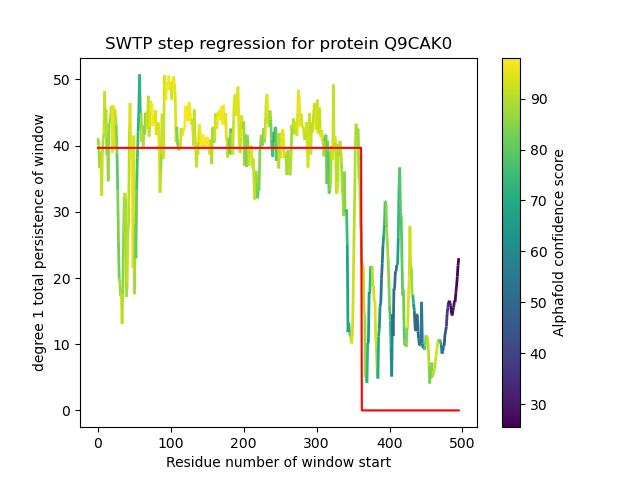 SWTP step regression for protein Q9CAK0
degree 1 total persistence of window
50
40
30
20
10
0
0 100 200 300 400 500
Residue number of window start
90
80
70
60
50
40
30
Alphafold confidence score